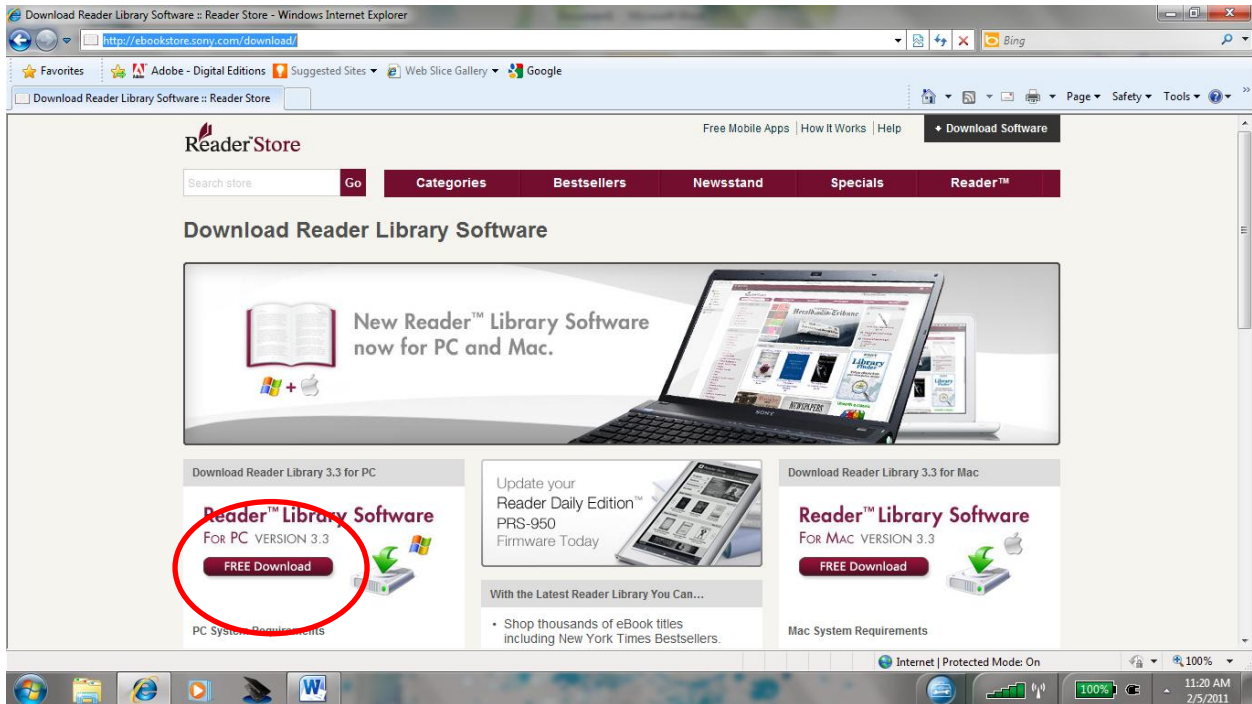 Download Reader Library Software :: Reader Store - Windows Internet Explorer
http://ebookstore.sony.com/download/
Bing
Favorites
Adobe - Digital Editions
Suggested Sites
Web Slice Gallery
Google
Download Reader Library Software :: Reader Store
Page
Safety
Tools
Reader™Store
Free Mobile Apps | How It Works | Help
Download Software
Search store
Go
Categories
Bestsellers
Newsstand
Specials
Reader™
Download Reader Library Software
New Reader™ Library Software
now for PC and Mac.
+
Herald Tribune
Library
Finder
NEWSPAPERS
SONY
Download Reader Library 3.3 for PC
Reader™ Library Software
FOR PC VERSION 3.3
FREE Download
PC System Requirements
Update your
Reader Daily Edition™
PRS-950
Firmware Today
With the Latest Reader Library You Can...
• Shop thousands of eBook titles
including New York Times Bestsellers.
Download Reader Library 3.3 for Mac
Reader™ Library Software
FOR MAC VERSION 3.3
FREE Download
Mac System Requirements
Internet | Protected Mode: On
100%
100%
11:20 AM
2/5/2011